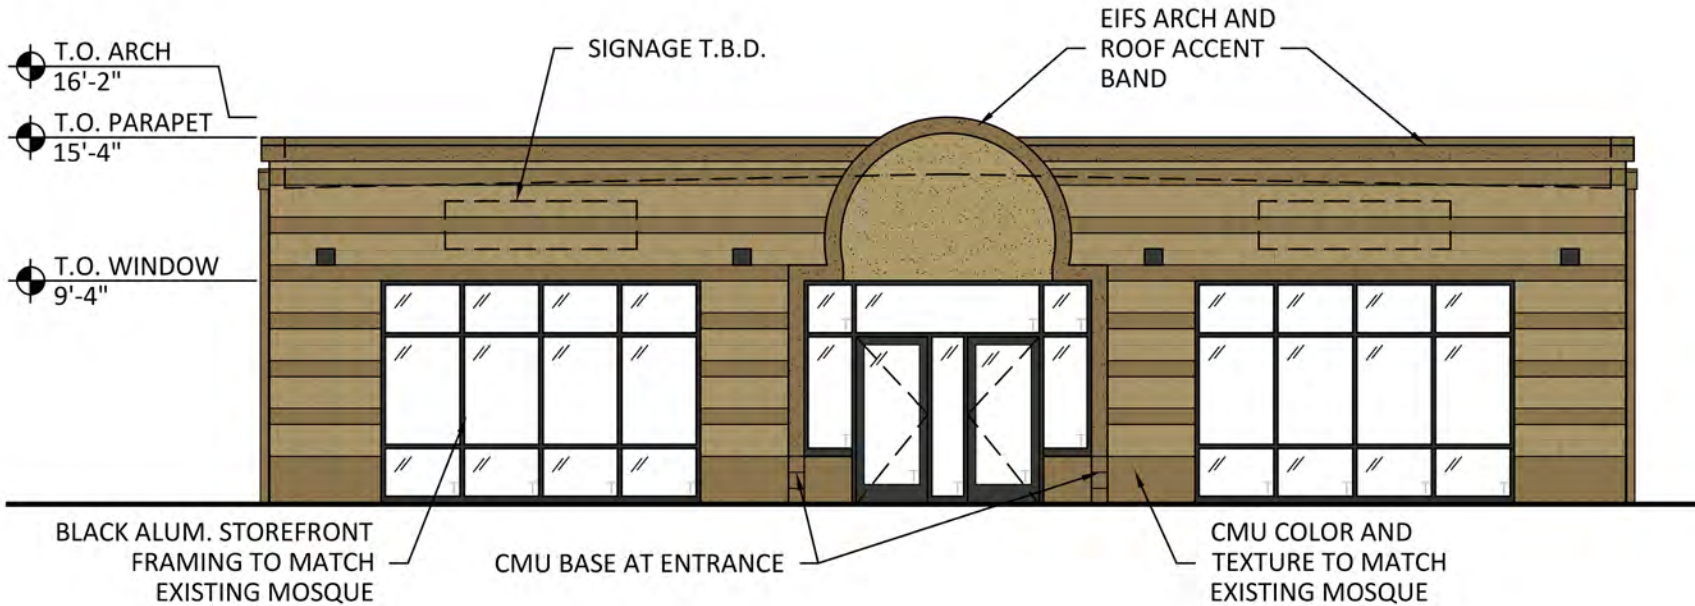 T.O. ARCH
16'-2"
T.O. PARAPET
15'-4"
T.O. WINDOW
9'-4"
SIGNAGE T.B.D.
EIFS ARCH AND
ROOF ACCENT
BAND
BLACK ALUM. STOREFRONT
FRAMING TO MATCH
EXISTING MOSQUE
CMU BASE AT ENTRANCE
CMU COLOR AND
TEXTURE TO MATCH
EXISTING MOSQUE